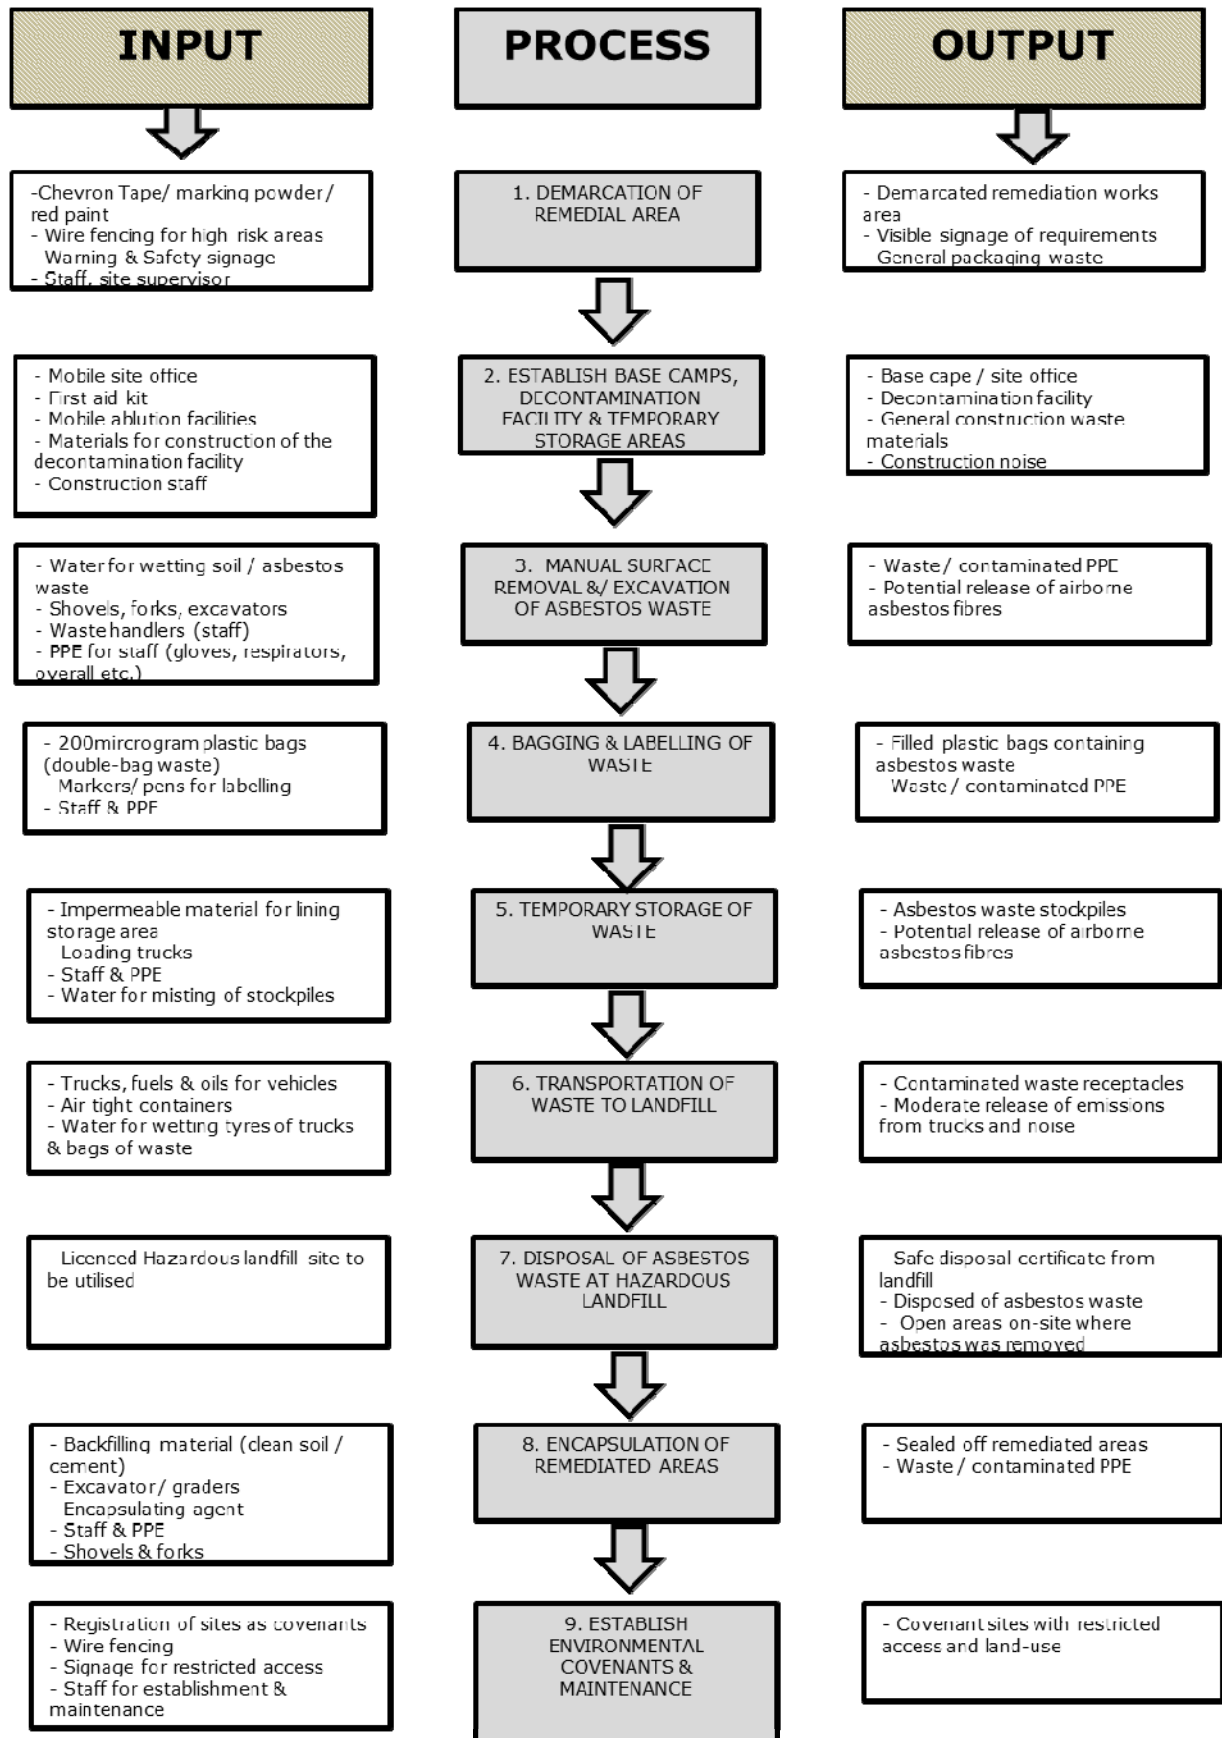 INPUT
PROCESS
OUTPUT
-Chevron Tape/ marking powder /
red paint
- Wire fencing for high risk areas
Warning & Safety signage
- Staff, site supervisor
1. DEMARCATION OF
REMEDIAL AREA
- Demarcated remediation works
area
- Visible signage of requirements
General packaging waste
- Mobile site office
- First aid kit
- Mobile ablution facilities
- Materials for construction of the
decontamination facility
- Construction staff
2. ESTABLISH BASE CAMPS,
DECONTAMINATION
FACILITY & TEMPORARY
STORAGE AREAS
- Base cape / site office
- Decontamination facility
- General construction waste
materials
- Construction noise
- Water for wetting soil / asbestos
waste
- Shovels, forks, excavators
- Waste handlers (staff)
- PPE for staff (gloves, respirators,
overall etc.)
3. MANUAL SURFACE
REMOVAL &/ EXCAVATION
OF ASBESTOS WASTE
- Waste/ contaminated PPE
- Potential release of airborne
asbestos fibres
- 200mircrogram plastic bags
(double-bag waste)
Markers/ pens for labelling
- Staff & PPE
4. BAGGING & LABELLING OF
WASTE
- Filled plastic bags containing
asbestos waste
Waste / contaminated PPE
- Impermeable material for lining
storage area
Loading trucks
- Staff & PPE
- Water for misting of stockpiles
5. TEMPORARY STORAGE OF
WASTE
- Asbestos waste stockpiles
- Potential release of airborne
asbestos fibres
- Trucks, fuels & oils for vehicles
- Air tight containers
- Water for wetting tyres of trucks
& bags of waste
6. TRANSPORTATION OF
WASTE TO LANDFILL
- Contaminated waste receptacles
- Moderate release of emissions
from trucks and noise
Licenced Hazardous landfill site to
be utilised
7. DISPOSAL OF ASBESTOS
WASTE AT HAZARDOUS
LANDFILL
Safe disposal certificate from
landfill
- Disposed of asbestos waste
- Open areas on-site where
asbestos was removed
- Backfilling material (clean soil /
cement)
- Excavator / graders
Encapsulating agent
- Staff & PPE
- Shovels & forks
8. ENCAPSULATION OF
REMEDIATED AREAS
- Sealed off remediated areas
- Waste / contaminated PPE
- Registration of sites as covenants
- Wire fencing
- Signage for restricted access
- Staff for establishment &
maintenance
9. ESTABLISH
ENVIRONMENTAL
COVENANTS &
MAINTENANCE
- Covenant sites with restricted
access and land-use